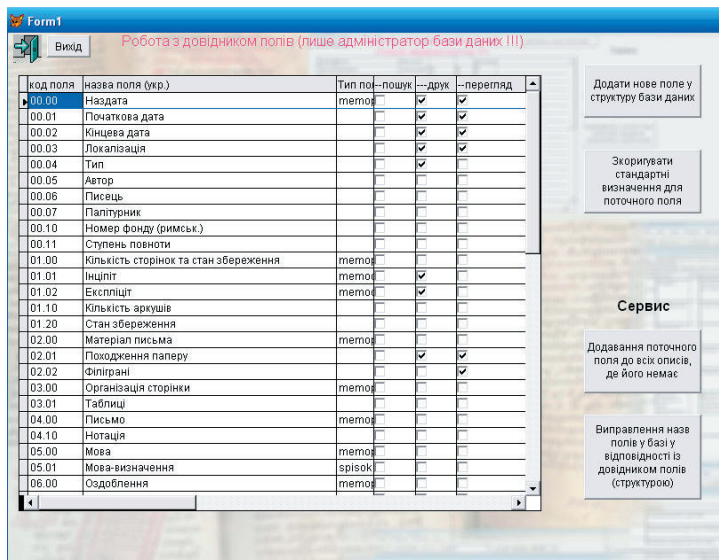 Form1
Вихід
Робота з довідником полів (лише адміністратор бази даних !!!)
код поля назва поля (укр.) Тип пол --пошук ---друк --перегляд
00.00 Наздата memo
00.01 Початкова дата
00.02 Кінцева дата
00.03 Локалізація
00.04 Тип
00.05 Автор
00.06 Писець
00.07 Палітурник
00.10 Номер фонду (римськ.)
00.11 Ступень повноти
01.00 Кількість сторінок та стан збереження memo
01.01 Інціпіт memo
01.02 Експліціт memo
01.10 Кількість аркушів
01.20 Стан збереження
02.00 Матеріал письма memo
02.01 Походження паперу
02.02 Філіграні
03.00 Організація сторінки memo
03.01 Таблиці
04.00 Письмо memo
04.10 Нотація
05.00 Мова memo
05.01 Мова-визначення spisok
06.00 Оздоблення memo
Додати нове поле у
структуру бази даних
Зкоригувати
стандартні
визначення для
поточного поля
Сервис
Додавання поточного
поля до всіх описів,
де його немає
Виправлення назв
полів у базі у
відповідності із
довідником полів
(структурою)